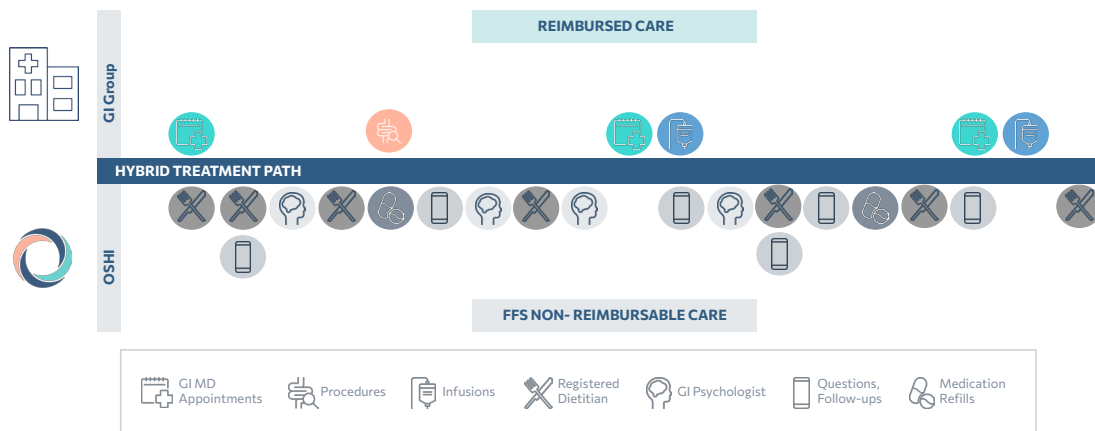 REIMBURSED CARE
GI Group
HYBRID TREATMENT PATH
OSHI
FFS NON- REIMBURSABLE CARE
GI MD
Appointments
Procedures
Infusions
Registered
Dietitian
GI Psychologist
Questions,
Follow-ups
Medication
Refills